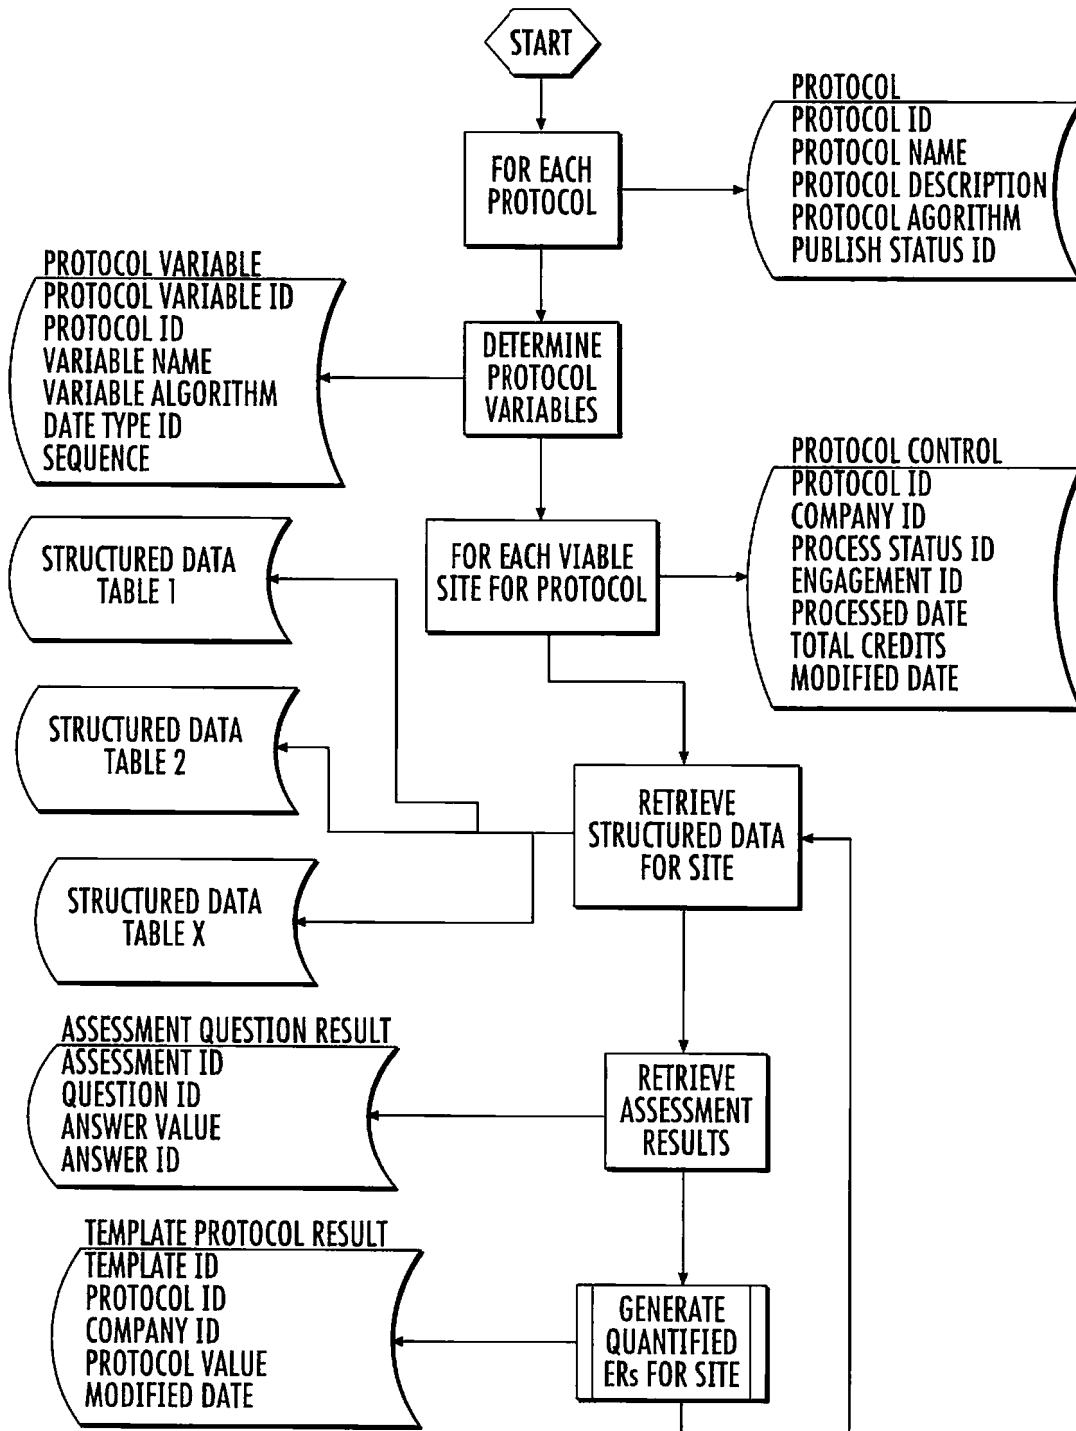 START
FOR EACH
PROTOCOL
PROTOCOL
PROTOCOL ID
PROTOCOL NAME
PROTOCOL DESCRIPTION
PROTOCOL AGORITHM
PUBLISH STATUS ID
PROTOCOL VARIABLE
PROTOCOL VARIABLE ID
PROTOCOL ID
VARIABLE NAME
VARIABLE ALGORITHM
DATE TYPE ID
SEQUENCE
DETERMINE
PROTOCOL
VARIABLES
FOR EACH VIABLE
SITE FOR PROTOCOL
PROTOCOL CONTROL
PROTOCOL ID
COMPANY ID
PROCESS STATUS ID
ENGAGEMENT ID
PROCESSED DATE
TOTAL CREDITS
MODIFIED DATE
STRUCTURED DATA
TABLE 1
STRUCTURED DATA
TABLE 2
STRUCTURED DATA
TABLE X
RETRIEVE
STRUCTURED DATA
FOR SITE
ASSESSMENT QUESTION RESULT
ASSESSMENT ID
QUESTION ID
ANSWER VALUE
ANSWER ID
RETRIEVE
ASSESSMENT
RESULTS
TEMPLATE PROTOCOL RESULT
TEMPLATE ID
PROTOCOL ID
COMPANY ID
PROTOCOL VALUE
MODIFIED DATE
GENERATE
QUANTIFIED
ERs FOR SITE